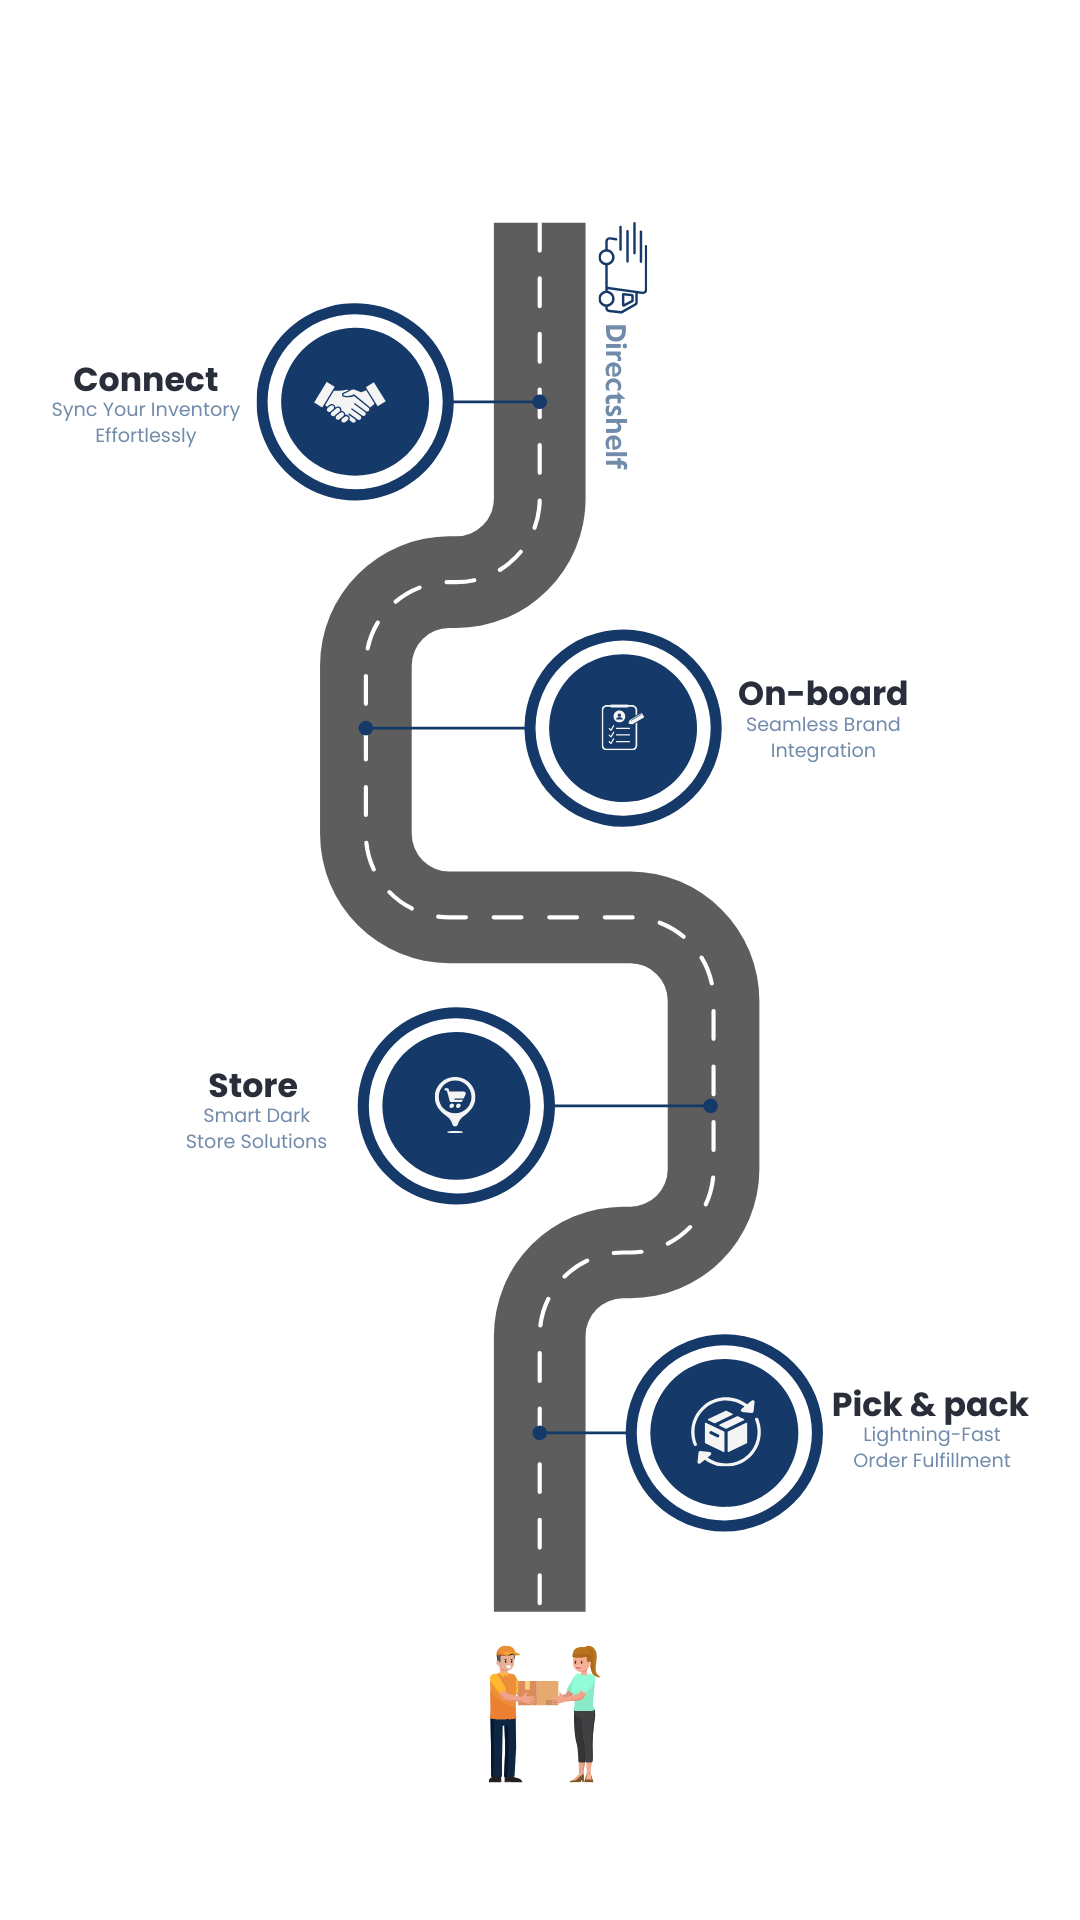 Directshelf
Connect
Sync Your Inventory
Effortlessly
On-board
Seamless Brand
Integration
Store
Smart Dark
Store Solutions
Pick & pack
Lightning-Fast
Order Fulfillment